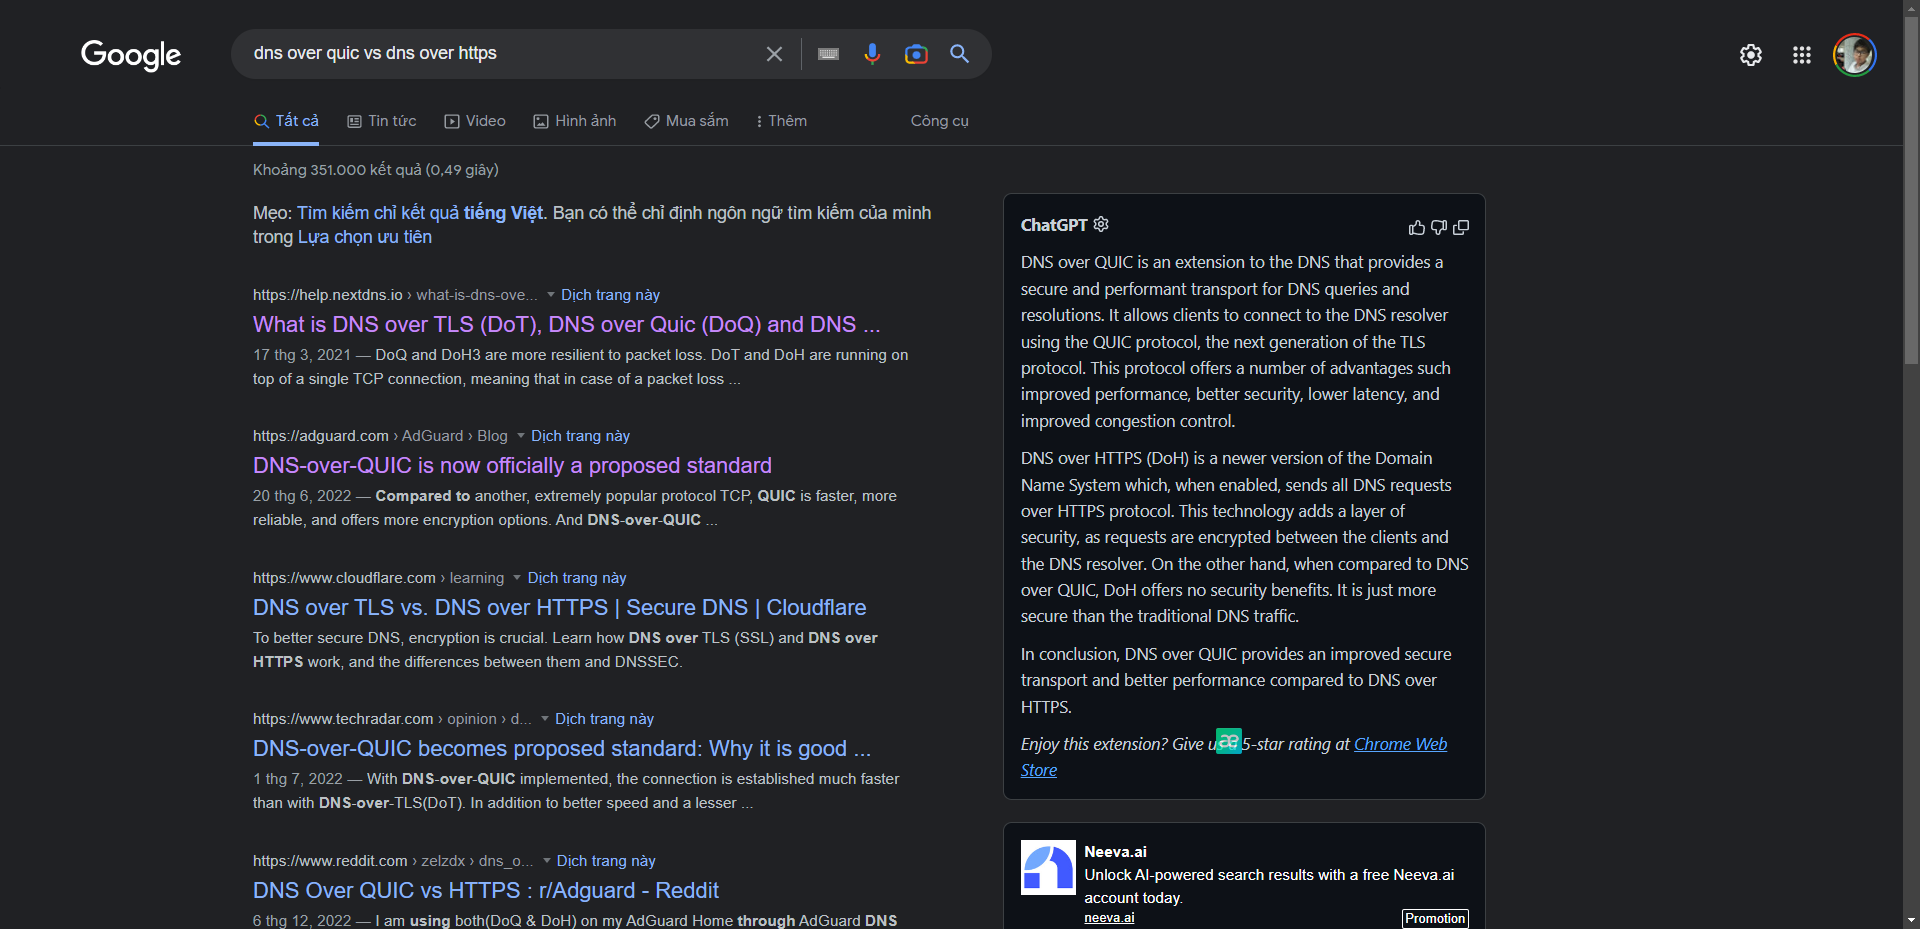 Google
dns over quic vs dns over https
Tất cả
Tin tức
Video
Hình ảnh
Mua sắm
Thêm
Công cụ
Khoảng 351.000 kết quả (0,49 giây)
Mẹo: Tìm kiếm chỉ kết quả tiếng Việt. Bạn có thể chỉ định ngôn ngữ tìm kiếm của mình
trong Lựa chọn ưu tiên
https://help.nextdns.io › what-is-dns-ove... Dịch trang này
What is DNS over TLS (DoT), DNS over Quic (DoQ) and DNS ...
17 thg 3, 2021 — DoQ and DoH3 are more resilient to packet loss. DoT and DoH are running on
top of a single TCP connection, meaning that in case of a packet loss ...
https://adguard.com › AdGuard › Blog Dịch trang này
DNS-over-QUIC is now officially a proposed standard
20 thg 6, 2022 — Compared to another, extremely popular protocol TCP, QUIC is faster, more
reliable, and offers more encryption options. And DNS-over-QUIC ...
https://www.cloudflare.com › learning Dịch trang này
DNS over TLS vs. DNS over HTTPS | Secure DNS | Cloudflare
To better secure DNS, encryption is crucial. Learn how DNS over TLS (SSL) and DNS over
HTTPS work, and the differences between them and DNSSEC.
https://www.techradar.com › opinion › d... Dịch trang này
DNS-over-QUIC becomes proposed standard: Why it is good ...
1 thg 7, 2022 — With DNS-over-QUIC implemented, the connection is established much faster
than with DNS-over-TLS(DoT). In addition to better speed and a lesser ...
https://www.reddit.com › zelzdx › dns_o... Dịch trang này
DNS Over QUIC vs HTTPS : r/Adguard - Reddit
6 thg 12, 2022 — I am using both(DoQ & DoH) on my AdGuard Home through AdGuard DNS
ChatGPT
DNS over QUIC is an extension to the DNS that provides a
secure and performant transport for DNS queries and
resolutions. It allows clients to connect to the DNS resolver
using the QUIC protocol, the next generation of the TLS
protocol. This protocol offers a number of advantages such
improved performance, better security, lower latency, and
improved congestion control.
DNS over HTTPS (DoH) is a newer version of the Domain
Name System which, when enabled, sends all DNS requests
over HTTPS protocol. This technology adds a layer of
security, as requests are encrypted between the clients and
the DNS resolver. On the other hand, when compared to DNS
over QUIC, DoH offers no security benefits. It is just more
secure than the traditional DNS traffic.
In conclusion, DNS over QUIC provides an improved secure
transport and better performance compared to DNS over
HTTPS.
Enjoy this extension? Give 5-star rating at Chrome Web
Store
Neeva.ai
Unlock AI-powered search results with a free Neeva.ai
account today.
neeva.ai
Promotion